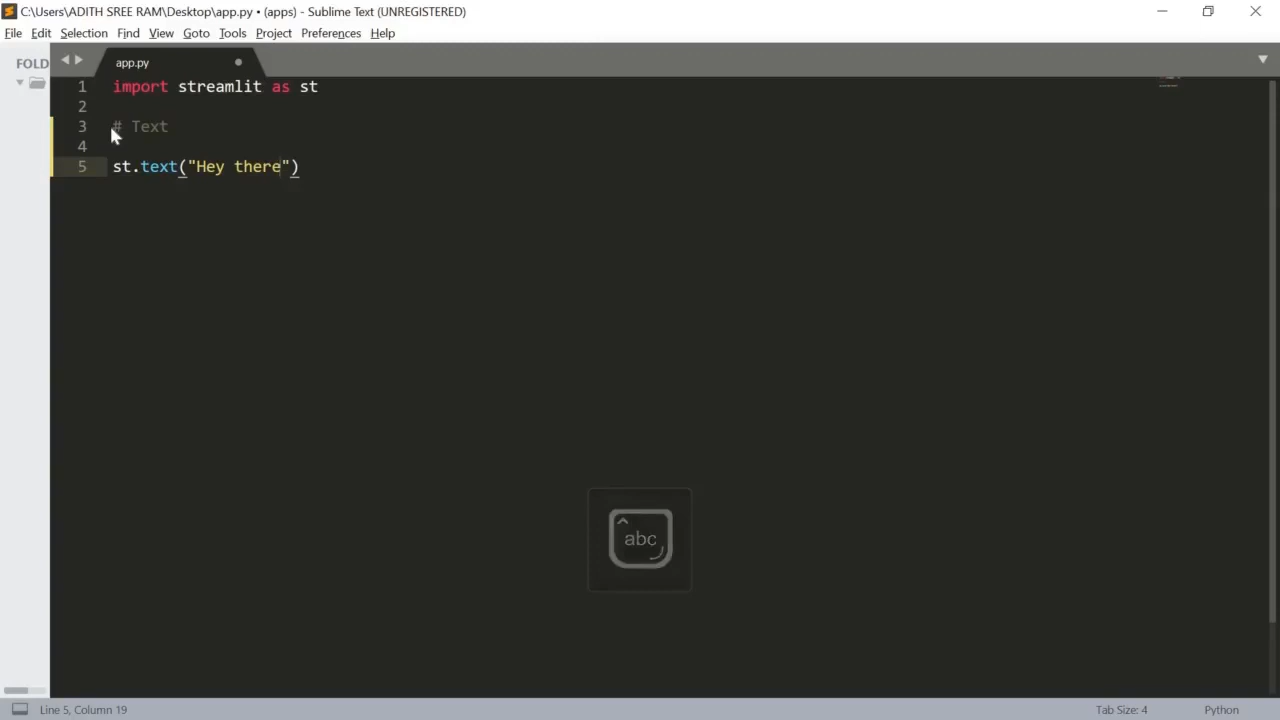 C:\Users\ADITH SREE RAM\Desktop\app.py • (apps) - Sublime Text (UNREGISTERED)
File Edit Selection Find View Goto Tools Project Preferences Help
FOLD
app.py
1 import streamlit as st
2
3 # Text
4
5 st.text("Hey there")
abc
Line 5, Column 19
Tab Size: 4
Python